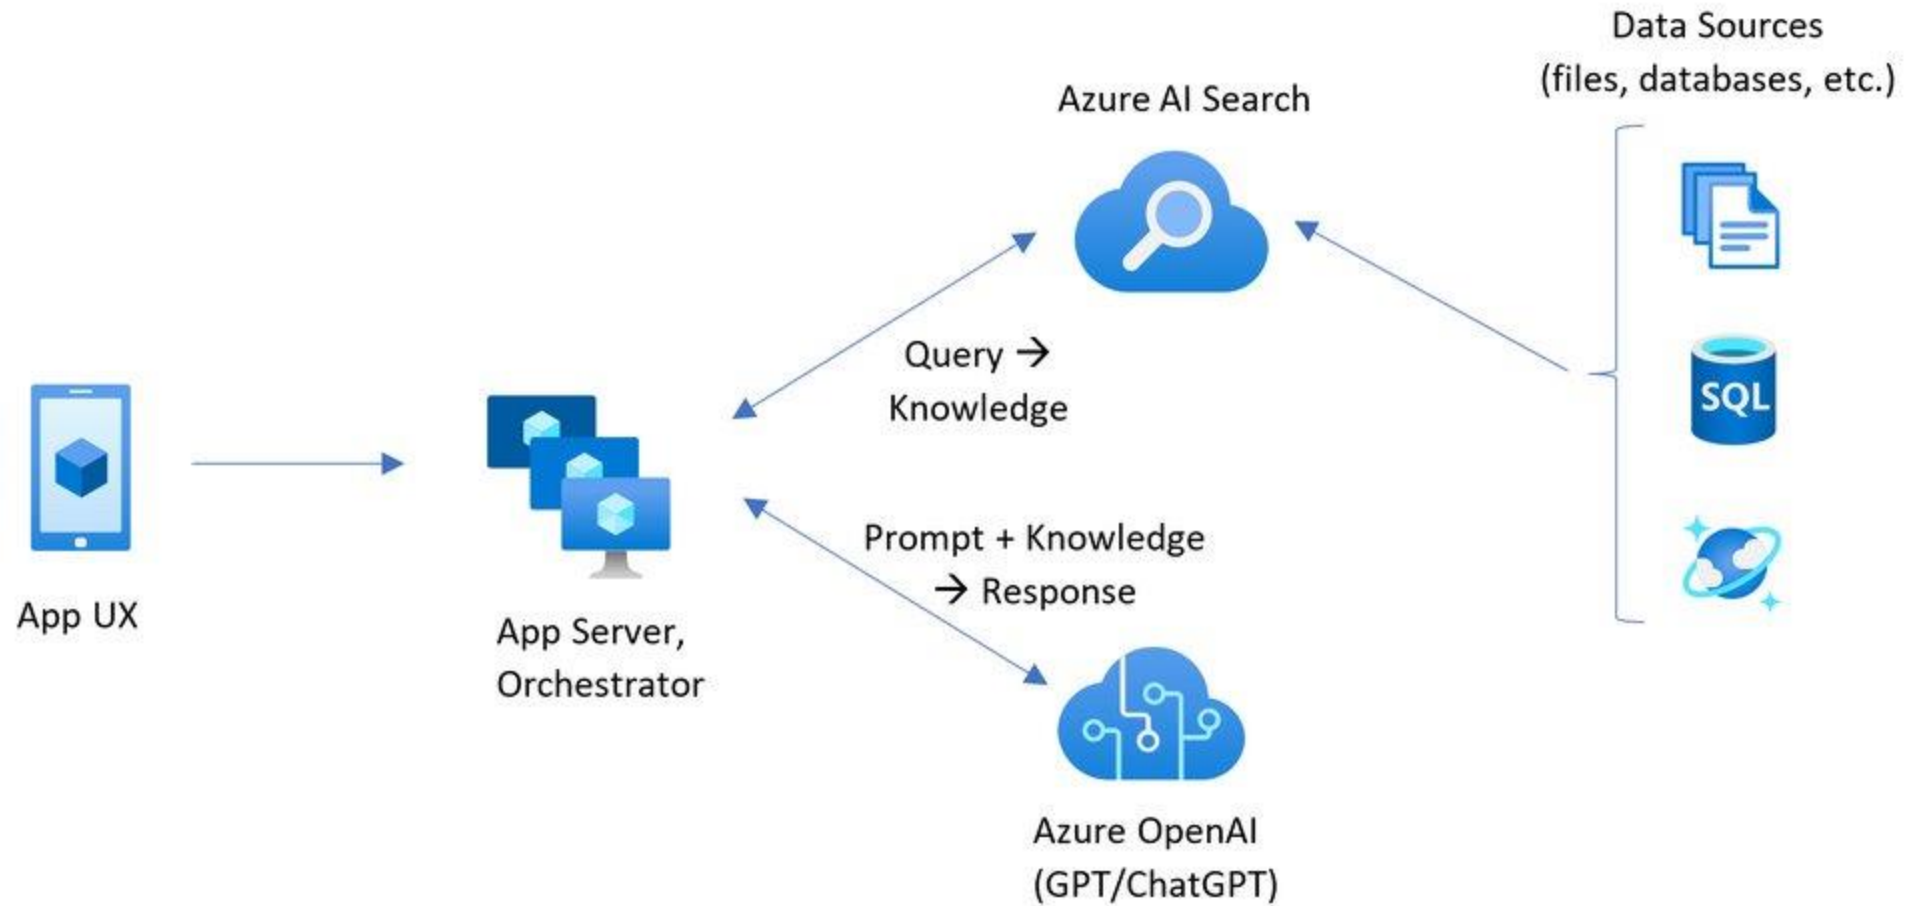 Data Sources
(files, databases, etc.)
Azure AI Search
Query →
Knowledge
SQL
Prompt + Knowledge
→ Response
App UX
App Server,
Orchestrator
Azure OpenAI
(GPT/ChatGPT)